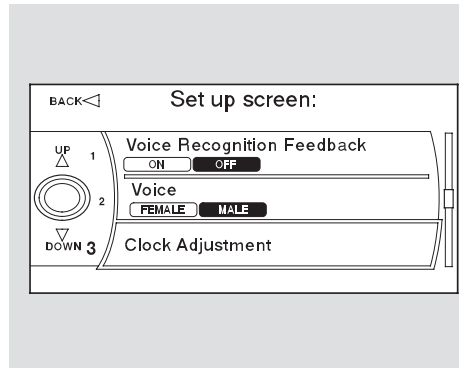 BACK Set up screen:
UP 1 Voice Recognition Feedback
ON OFF
2 Voice
FEMALE MALE
DOWN 3 Clock Adjustment